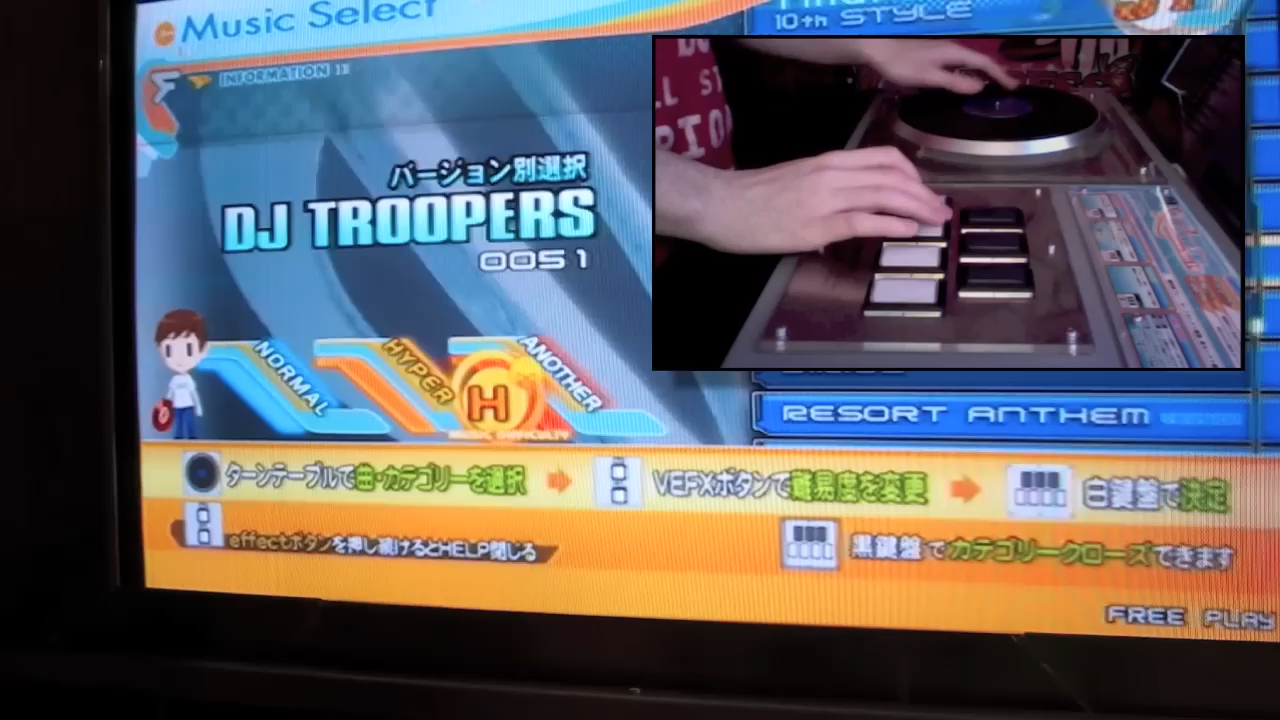 Music Select
10th STYLE
INFORMATION
バージョン別選択
DJ TROOPERS
0051
NORMAL
HYPER
ANOTHER
H
MUSIC DIFFICULTY
RESORT ANTHEM
ターンテーブルで曲・カテゴリーを選択
VEFXボタンで難易度を変更
白鍵盤で決定
effectボタンを押し続けるとHELP閉じる
黒鍵盤でカテゴリークローズできます
FREE PLAY